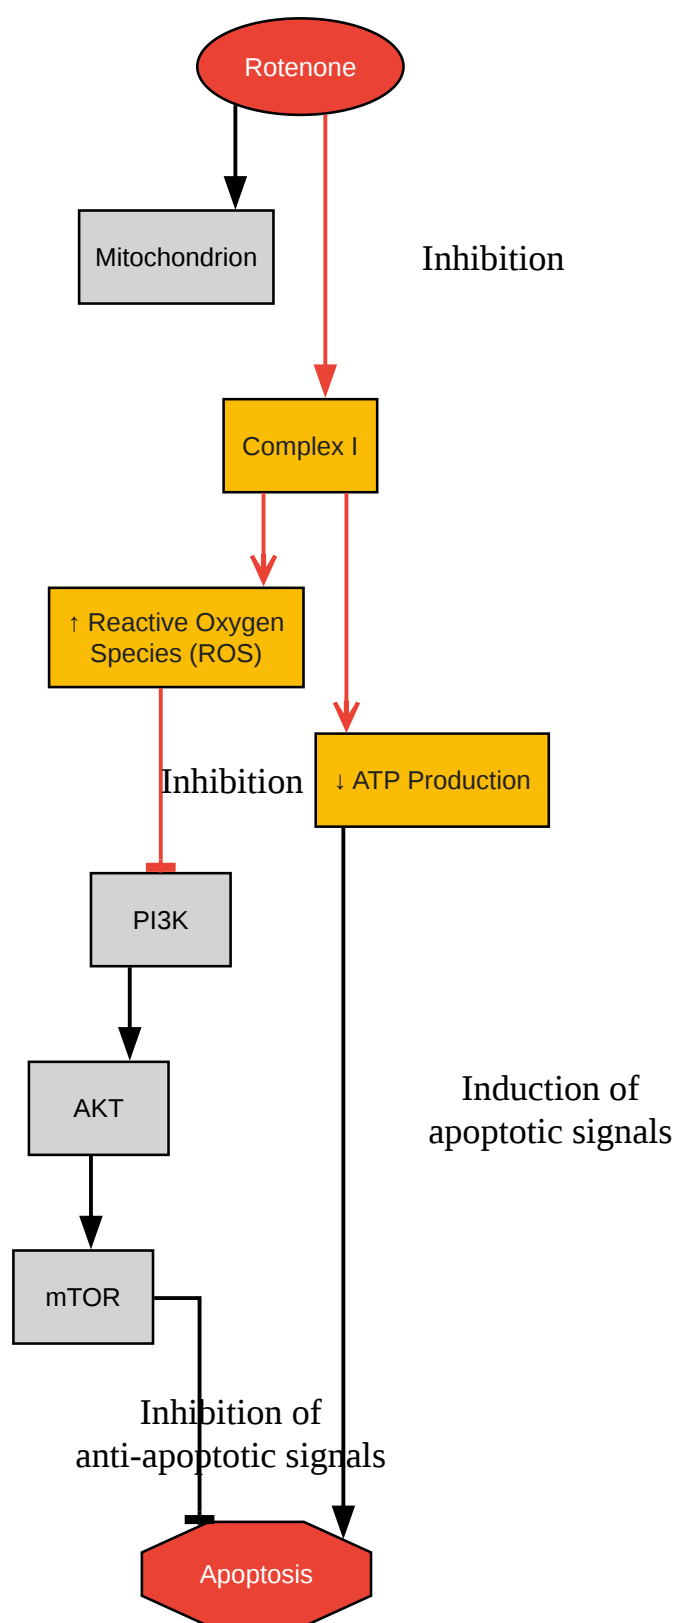 Rotenone
Mitochondrion
Inhibition
Complex I
↑ Reactive Oxygen
Species (ROS)
Inhibition
↓ ATP Production
PI3K
AKT
Induction of
apoptotic signals
mTOR
Inhibition of
anti-apoptotic signals
Apoptosis